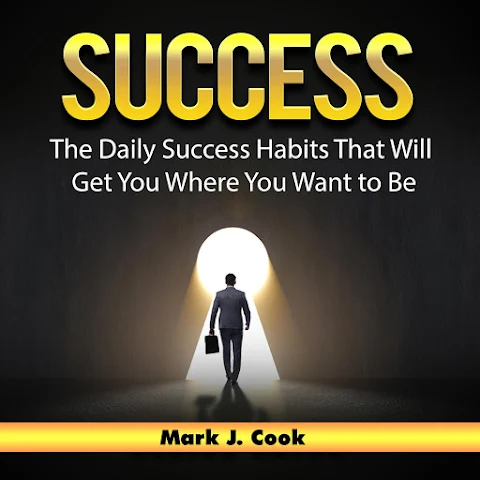 SUCCESS
The Daily Success Habits That Will
Get You Where You Want to Be
Mark J. Cook